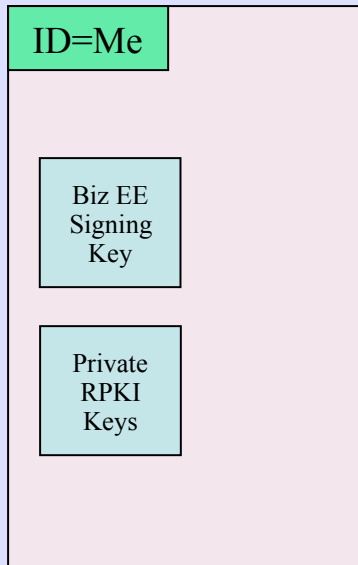 ID=Me
Biz EE
Signing
Key
Private
RPKI
Keys